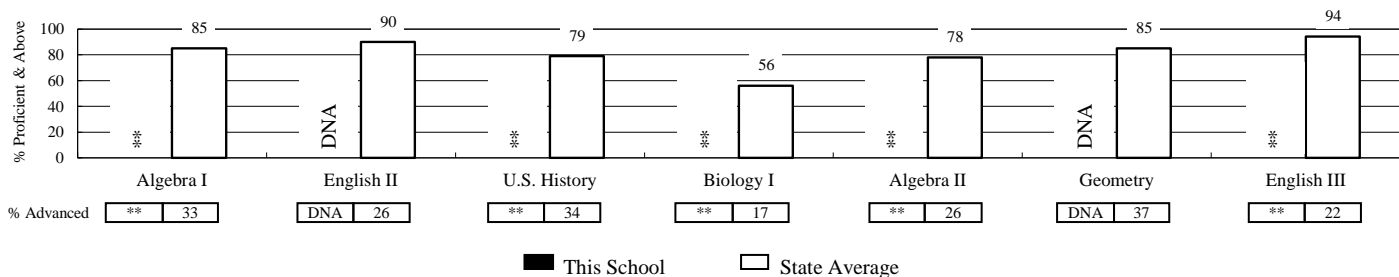 % Proficient & Above
100
80
60
40
20
0
** 85
DNA 90
** 79
** 56
** 78
DNA 85
** 94
Algebra I English II U.S. History Biology I Algebra II Geometry English III
% Advanced ** 33 DNA 26 ** 34 ** 17 ** 26 DNA 37 ** 22
This School State Average